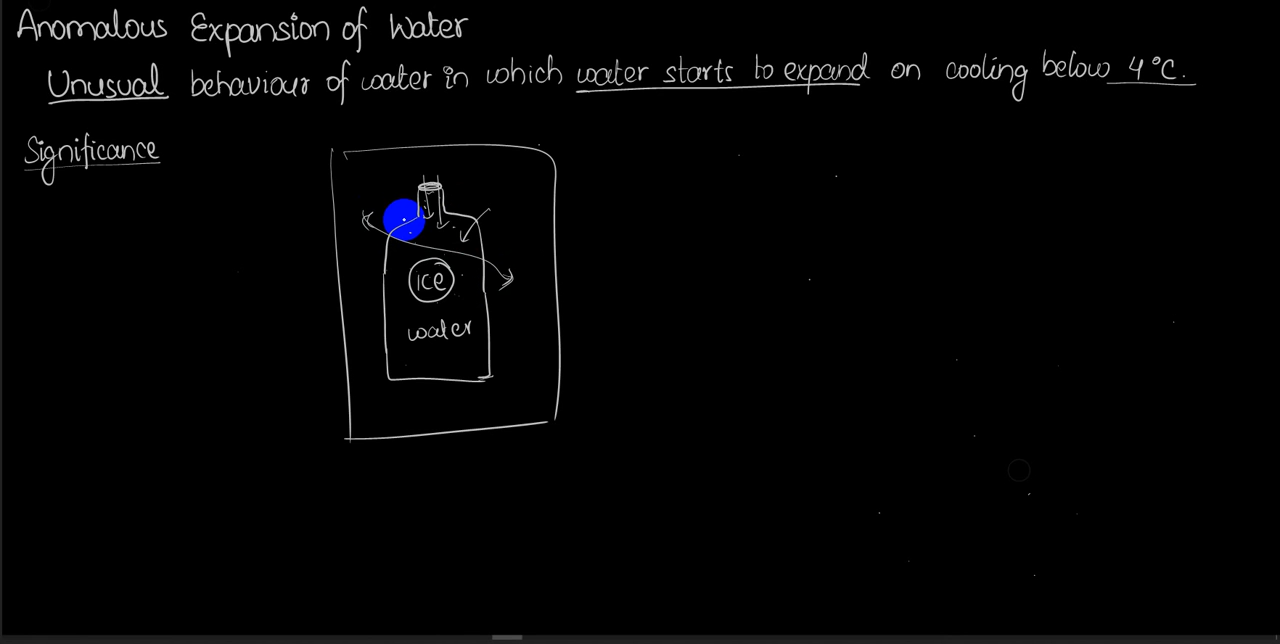 Anomalous Expansion of Water
Unusual behaviour of water in which water starts to expand on cooling below 4°C.
Significance
ice
water